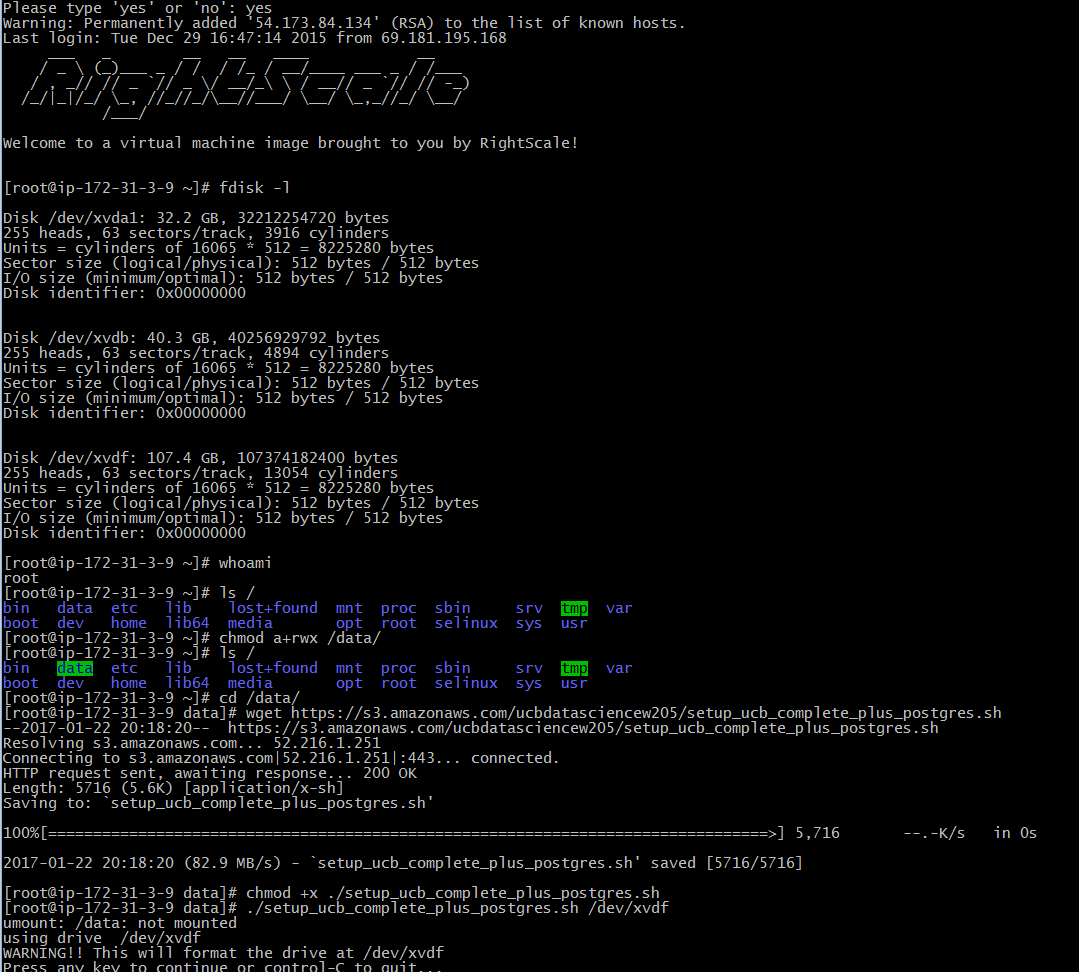 Please type 'yes' or 'no': yes
Warning: Permanently added '54.173.84.134' (RSA) to the list of known hosts.
Last login: Tue Dec 29 16:47:14 2015 from 69.181.195.168
RightScale
Welcome to a virtual machine image brought to you by RightScale!
[root@ip-172-31-3-9 ~]# fdisk -l
Disk /dev/xvda1: 32.2 GB, 32212254720 bytes
255 heads, 63 sectors/track, 3916 cylinders
Units = cylinders of 16065 * 512 = 8225280 bytes
Sector size (logical/physical): 512 bytes / 512 bytes
I/O size (minimum/optimal): 512 bytes / 512 bytes
Disk identifier: 0x00000000
Disk /dev/xvdb: 40.3 GB, 40256929792 bytes
255 heads, 63 sectors/track, 4894 cylinders
Units = cylinders of 16065 * 512 = 8225280 bytes
Sector size (logical/physical): 512 bytes / 512 bytes
I/O size (minimum/optimal): 512 bytes / 512 bytes
Disk identifier: 0x00000000
Disk /dev/xvdf: 107.4 GB, 107374182400 bytes
255 heads, 63 sectors/track, 13054 cylinders
Units = cylinders of 16065 * 512 = 8225280 bytes
Sector size (logical/physical): 512 bytes / 512 bytes
I/O size (minimum/optimal): 512 bytes / 512 bytes
Disk identifier: 0x00000000
[root@ip-172-31-3-9 ~]# whoami
root
[root@ip-172-31-3-9 ~]# ls /
bin   data  etc   lib    lost+found  mnt  proc  sbin     srv  tmp  var
boot  dev   home  lib64  media       opt  root  selinux  sys  usr
[root@ip-172-31-3-9 ~]# chmod a+rwx /data/
[root@ip-172-31-3-9 ~]# ls /
bin   data  etc   lib    lost+found  mnt  proc  sbin     srv  tmp  var
boot  dev   home  lib64  media       opt  root  selinux  sys  usr
[root@ip-172-31-3-9 ~]# cd /data/
[root@ip-172-31-3-9 data]# wget https://s3.amazonaws.com/ucbdatasciencew205/setup_ucb_complete_plus_postgres.sh
--2017-01-22 20:18:20--  https://s3.amazonaws.com/ucbdatasciencew205/setup_ucb_complete_plus_postgres.sh
Resolving s3.amazonaws.com... 52.216.1.251
Connecting to s3.amazonaws.com|52.216.1.251|:443... connected.
HTTP request sent, awaiting response... 200 OK
Length: 5716 (5.6K) [application/x-sh]
Saving to: `setup_ucb_complete_plus_postgres.sh'
100%[================================================================================>] 5,716       --.-K/s   in 0s
2017-01-22 20:18:20 (82.9 MB/s) - `setup_ucb_complete_plus_postgres.sh' saved [5716/5716]
[root@ip-172-31-3-9 data]# chmod +x ./setup_ucb_complete_plus_postgres.sh
[root@ip-172-31-3-9 data]# ./setup_ucb_complete_plus_postgres.sh /dev/xvdf
umount: /data: not mounted
using drive  /dev/xvdf
WARNING!! This will format the drive at /dev/xvdf
Press any key to continue or control-C to quit...